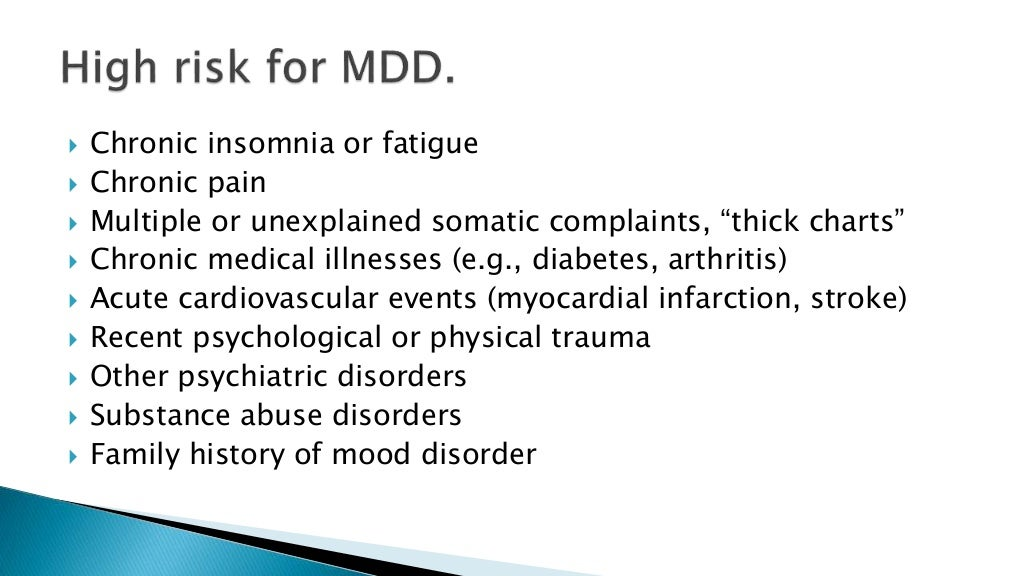 High risk for MDD.
Chronic insomnia or fatigue
Chronic pain
Multiple or unexplained somatic complaints, “thick charts”
Chronic medical illnesses (e.g., diabetes, arthritis)
Acute cardiovascular events (myocardial infarction, stroke)
Recent psychological or physical trauma
Other psychiatric disorders
Substance abuse disorders
Family history of mood disorder